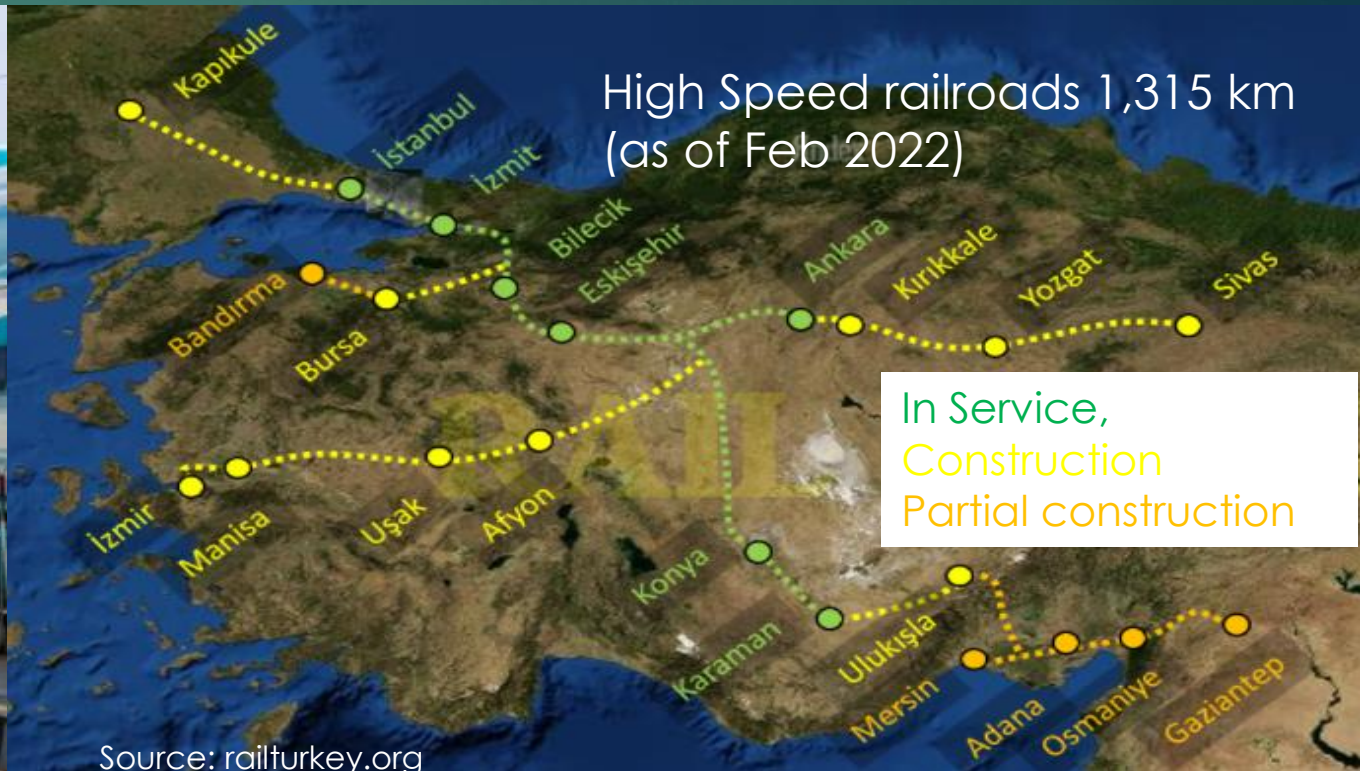 Kapıkule
High Speed railroads 1,315 km
(as of Feb 2022)
İstanbul
İzmit
Bilecik
Eskişehir
Ankara
Kırıkkale
Yozgat
Sivas
Bandırma
Bursa
In Service,
Construction
Partial construction
RAIL
İzmir
Manisa
Uşak
Afyon
Konya
Karaman
Ulukışla
Mersin
Adana
Osmaniye
Gaziantep
Source: railturkey.org